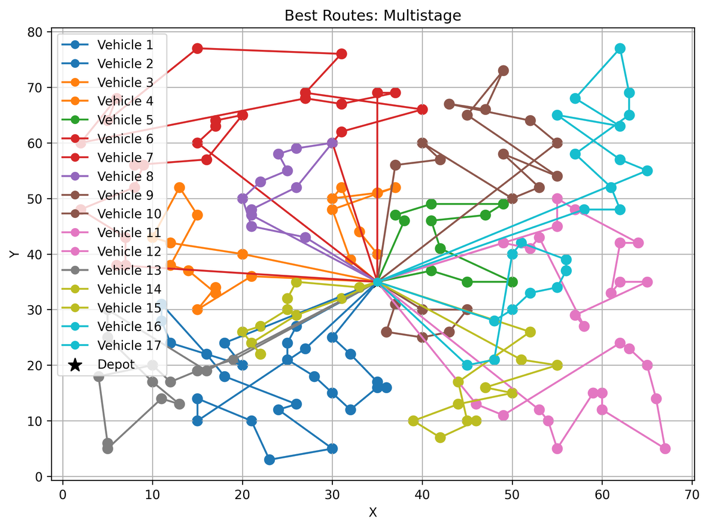 Best Routes: Multistage
80
70
60
50
40
30
20
10
0
Y
Vehicle 1
Vehicle 2
Vehicle 3
Vehicle 4
Vehicle 5
Vehicle 6
Vehicle 7
Vehicle 8
Vehicle 9
Vehicle 10
Vehicle 11
Vehicle 12
Vehicle 13
Vehicle 14
Vehicle 15
Vehicle 16
Vehicle 17
Depot
0 10 20 30 40 50 60 70
X